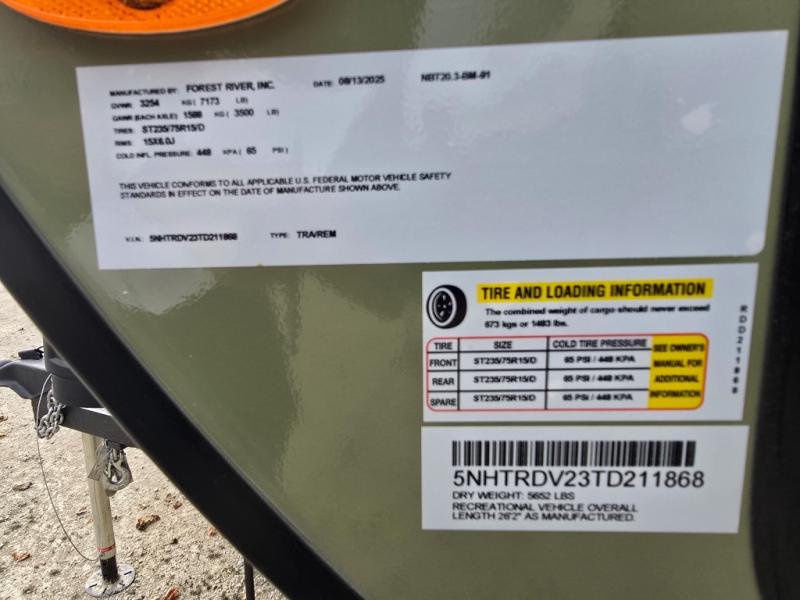 MANUFACTURED BY: FOREST RIVER, INC. DATE: 08/13/2025 NBT20.3-BM-91
GVWR: 3254 KG ( 7173 LB)
GAWR (EACH AXLE) 1588 KG ( 3500 LB)
TIRES: ST235/75R15/D
RIMS: 15X6.0J
COLD INFL. PRESSURE: 448 KPA ( 65 PSI )
THIS VEHICLE CONFORMS TO ALL APPLICABLE U.S. FEDERAL MOTOR VEHICLE SAFETY
STANDARDS IN EFFECT ON THE DATE OF MANUFACTURE SHOWN ABOVE.
V.I.N.: 5NHTRDV23TD211868 TYPE: TRA/REM
TIRE AND LOADING INFORMATION
The combined weight of cargo should never exceed
673 kgs or 1483 lbs.
TIRE SIZE COLD TIRE PRESSURE SEE OWNER'S
FRONT ST235/75R15/D 65 PSI / 448 KPA MANUAL FOR
REAR ST235/75R15/D 65 PSI / 448 KPA ADDITIONAL
SPARE ST235/75R15/D 65 PSI / 448 KPA INFORMATION
RDD211868
5NHTRDV23TD211868
DRY WEIGHT: 5652 LBS
RECREATIONAL VEHICLE OVERALL
LENGTH 26'2" AS MANUFACTURED.